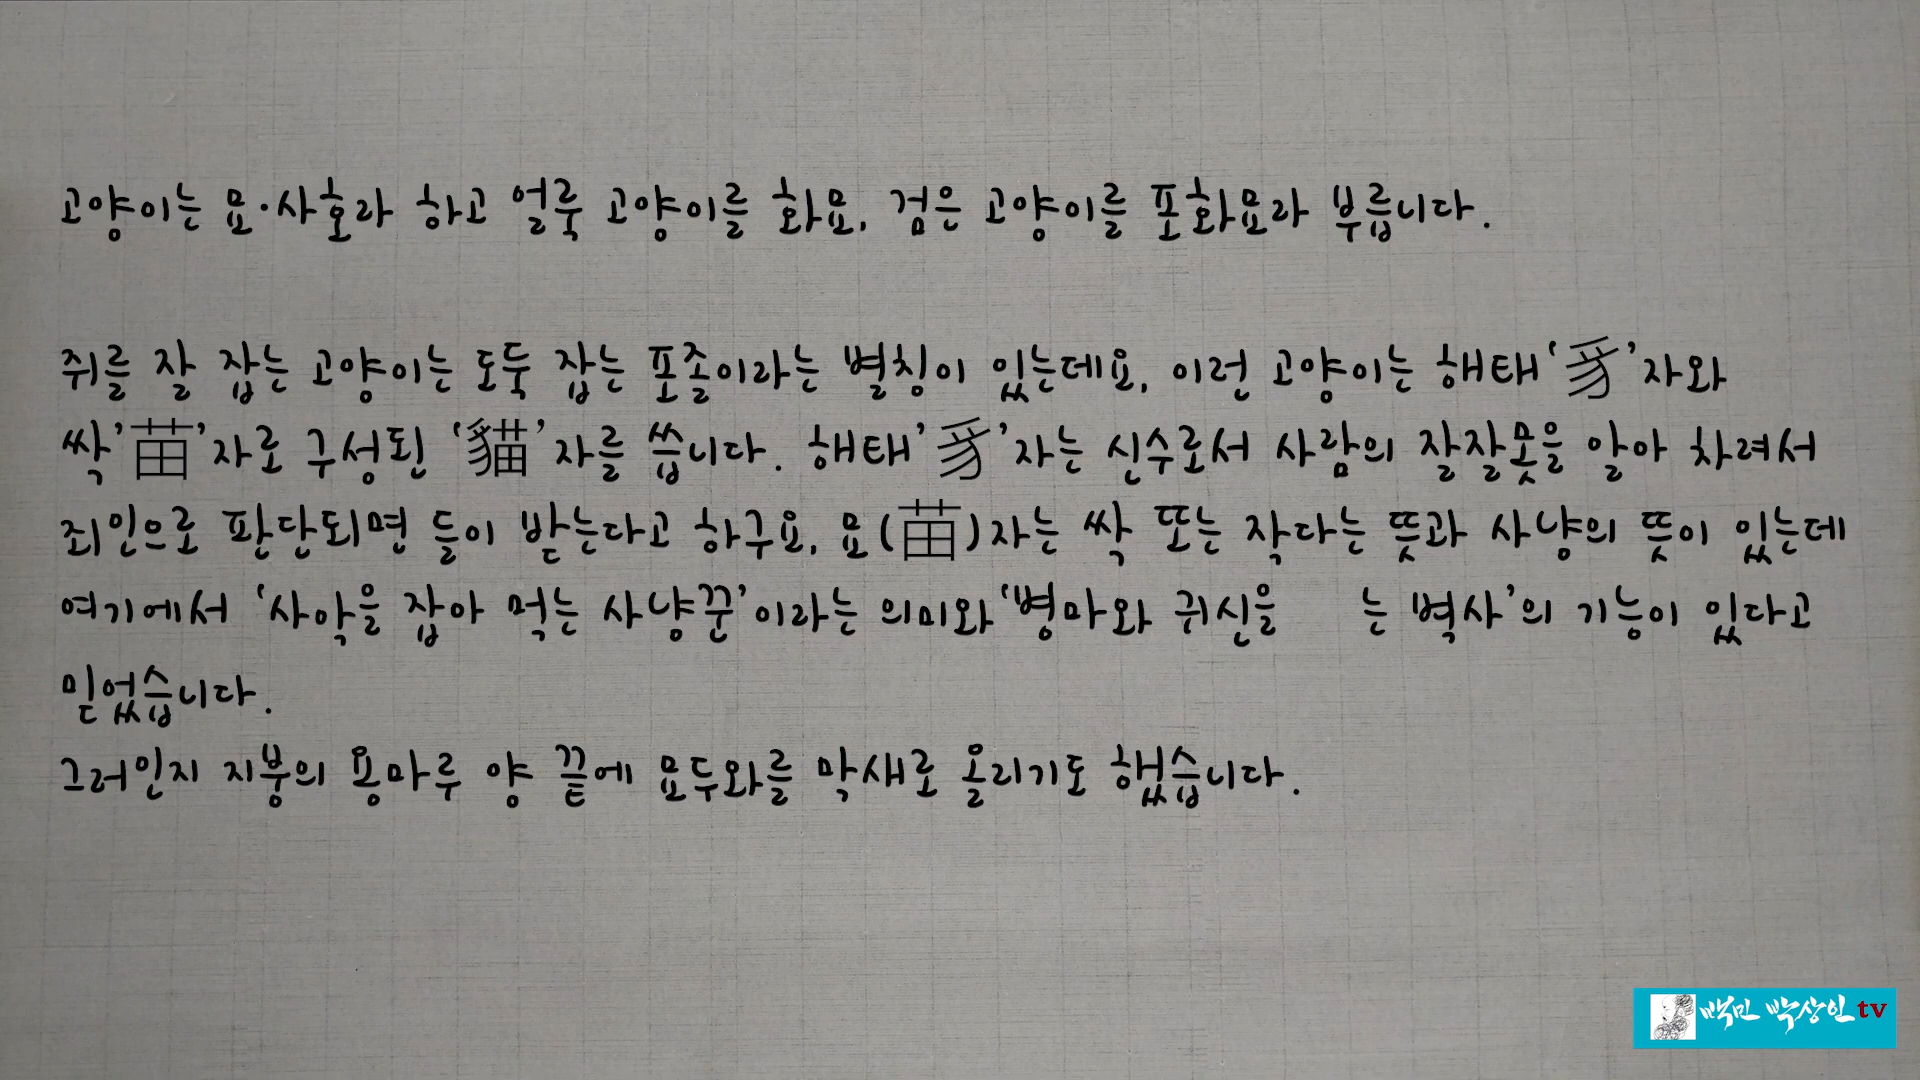 고양이는 묘·사호라 하고 얼룩 고양이를 화묘, 검은 고양이를 포화묘라 부릅니다.
쥐를 잘 잡는 고양이는 도둑 잡는 포졸이라는 별칭이 있는데요, 이런 고양이는 해태‘豸’자와
싹’苗’자로 구성된 ‘貓’자를 씁니다. 해태’豸’자는 신수로서 사람의 잘잘못을 알아 차려서
죄인으로 판단되면 들이 받는다고 하구요, 묘(苗)자는 싹 또는 작다는 뜻과 사냥의 뜻이 있는데
여기에서 ‘사악을 잡아 먹는 사냥꾼’이라는 의미와‘병마와 귀신을 는 벽사’의 기능이 있다고
믿었습니다.
그러인지 지붕의 용마루 양 끝에 묘두와를 막새로 올리기도 했습니다.
백민 박상인 tv